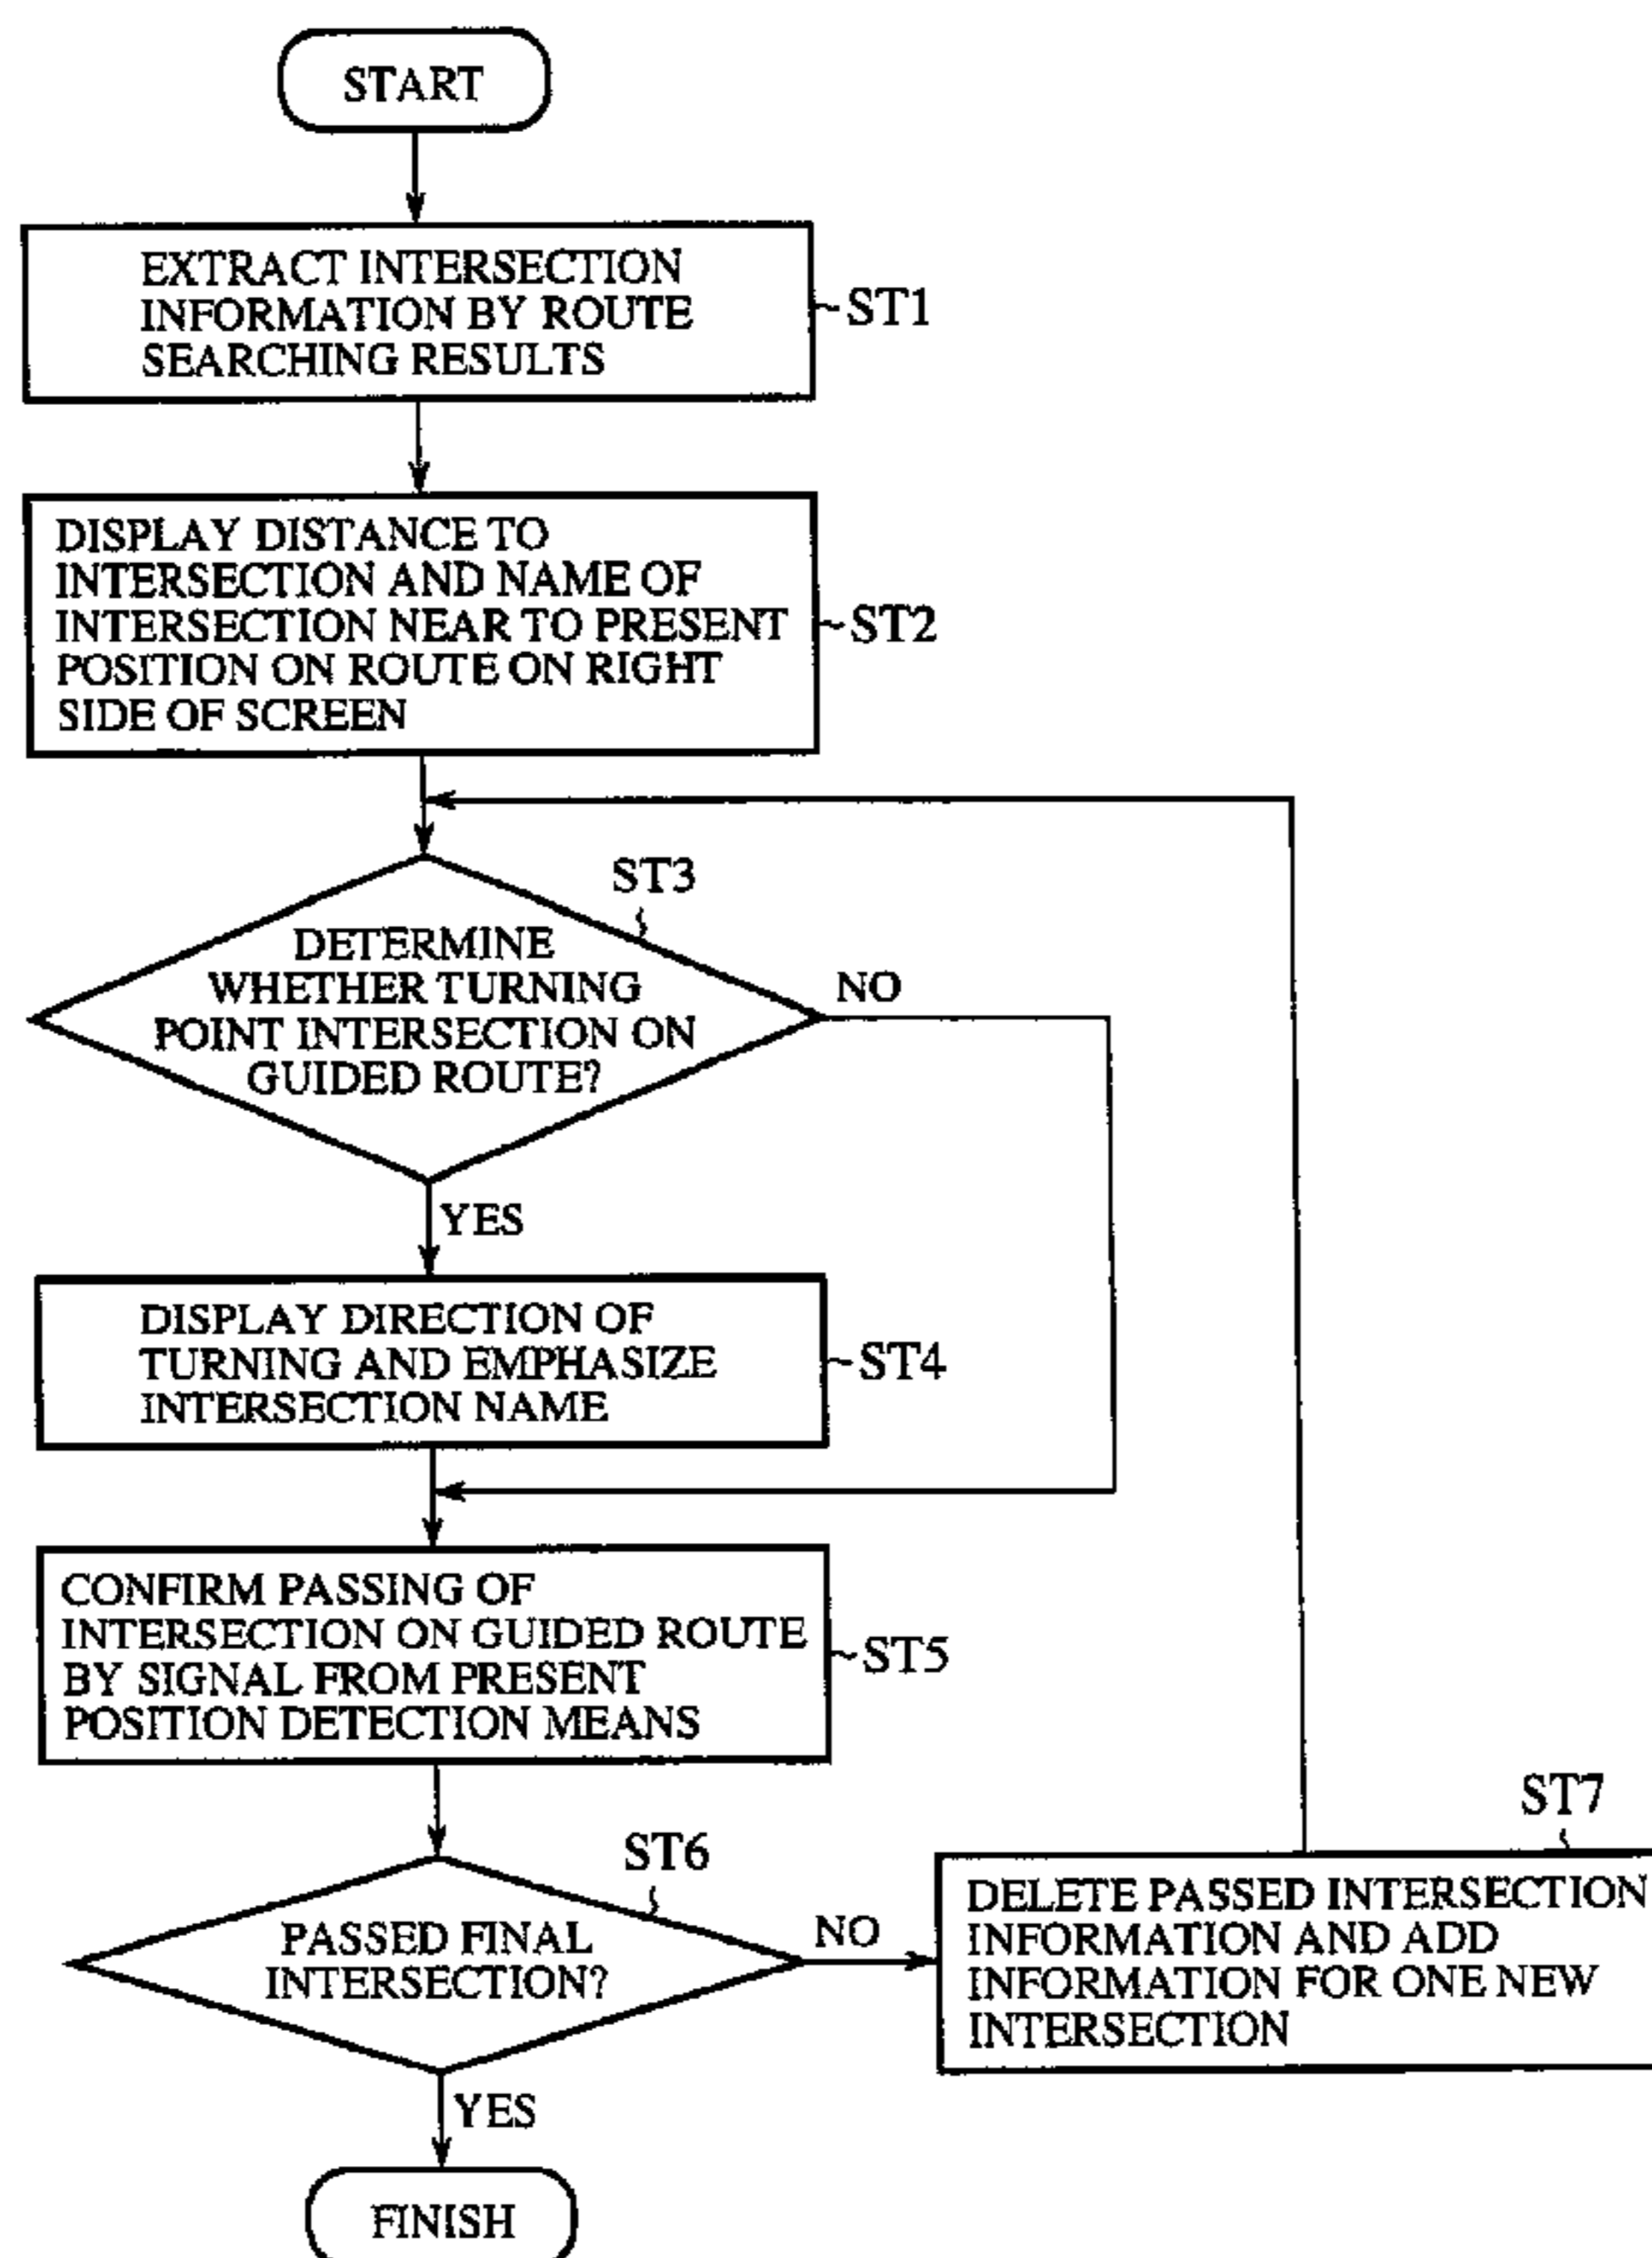 START
EXTRACT INTERSECTION
INFORMATION BY ROUTE
SEARCHING RESULTS
ST1
DISPLAY DISTANCE TO
INTERSECTION AND NAME OF
INTERSECTION NEAR TO PRESENT
POSITION ON ROUTE ON RIGHT
SIDE OF SCREEN
ST2
ST3
DETERMINE
WHETHER TURNING
POINT INTERSECTION ON
GUIDED ROUTE?
NO
YES
DISPLAY DIRECTION OF
TURNING AND EMPHASIZE
INTERSECTION NAME
ST4
CONFIRM PASSING OF
INTERSECTION ON GUIDED ROUTE
BY SIGNAL FROM PRESENT
POSITION DETECTION MEANS
ST5
ST6
PASSED FINAL
INTERSECTION?
NO
ST7
DELETE PASSED INTERSECTION
INFORMATION AND ADD
INFORMATION FOR ONE NEW
INTERSECTION
YES
FINISH